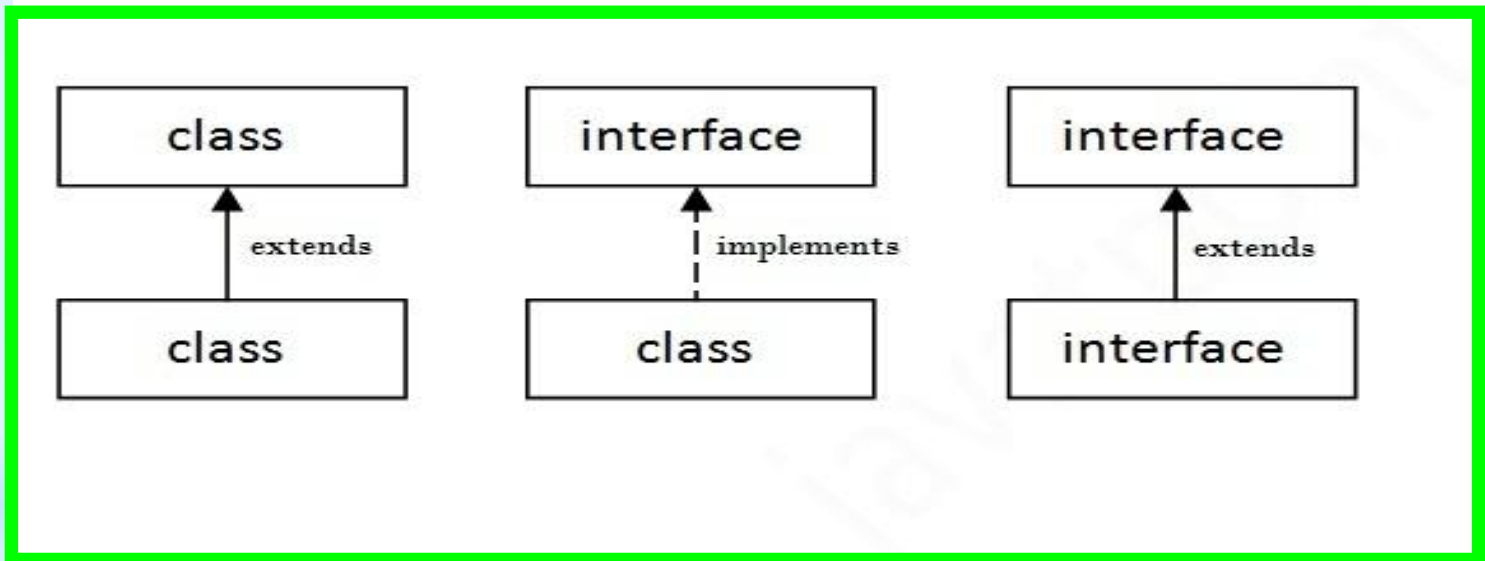 class interface interface
extends implements extends
class class interface